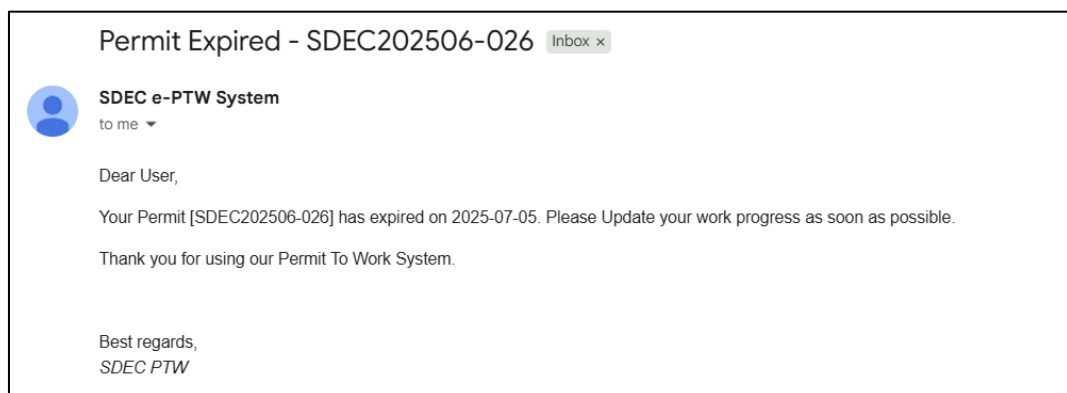 Permit Expired - SDEC202506-026 Inbox ×
SDEC e-PTW System
to me
Dear User,
Your Permit [SDEC202506-026] has expired on 2025-07-05. Please Update your work progress as soon as possible.
Thank you for using our Permit To Work System.
Best regards,
SDEC PTW